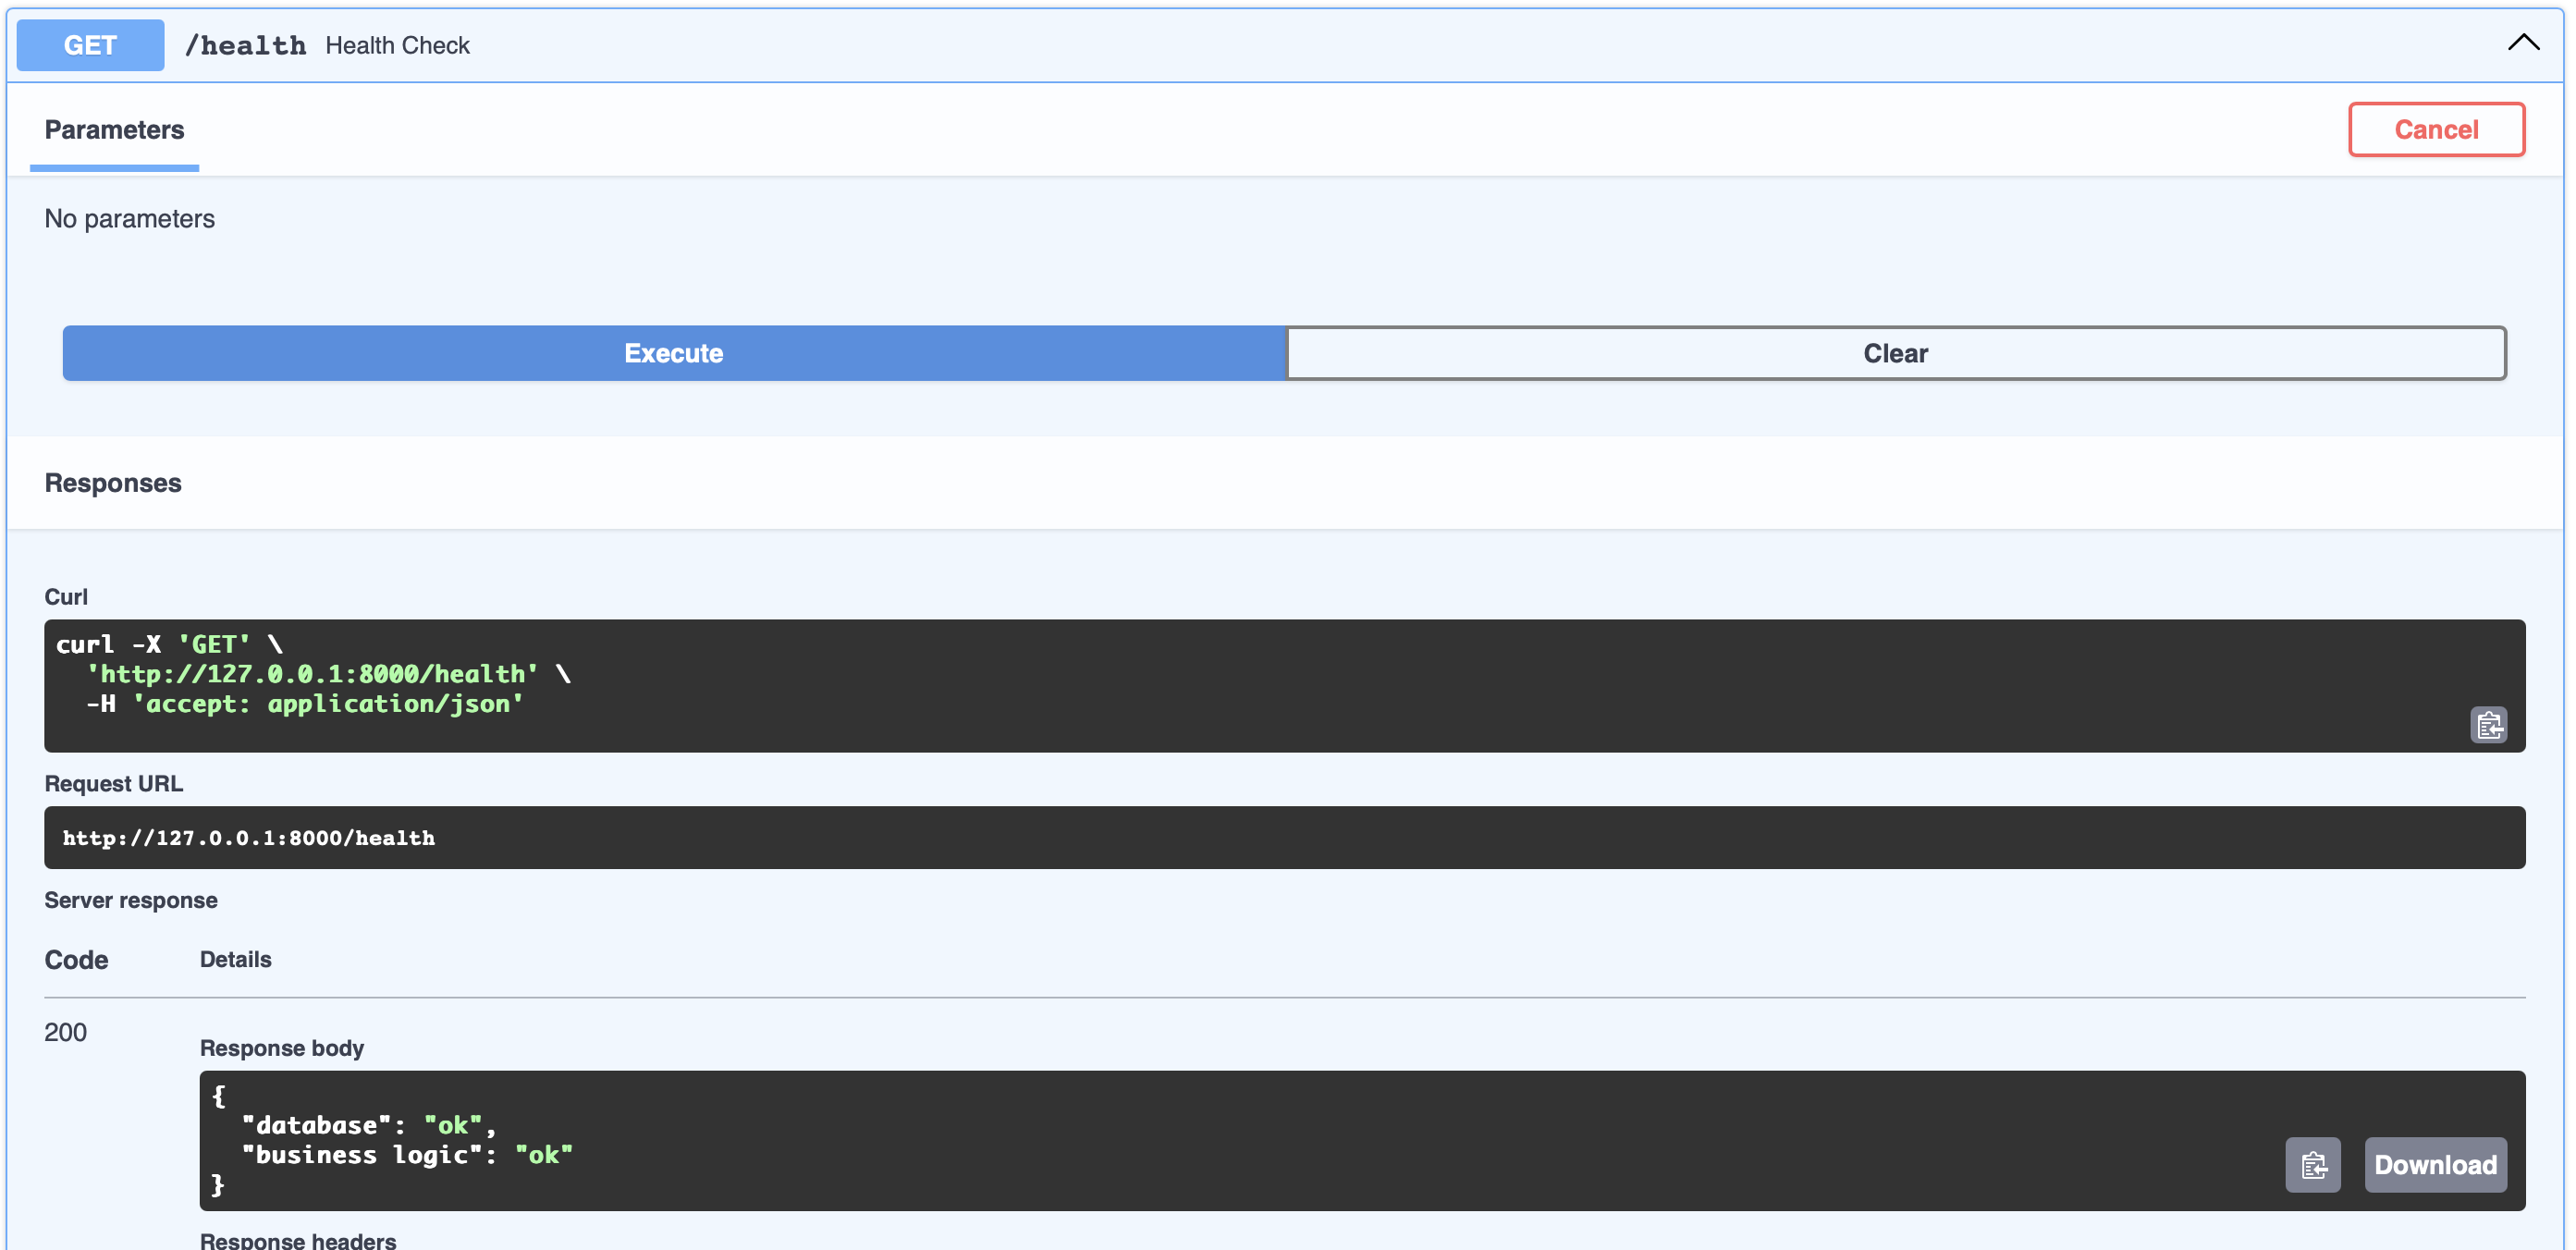 GET /health Health Check
Parameters
Cancel
No parameters
Execute
Clear
Responses
Curl
curl -X 'GET' \
  'http://127.0.0.1:8000/health' \
  -H 'accept: application/json'
Request URL
http://127.0.0.1:8000/health
Server response
Code Details
200
Response body
{
  "database": "ok",
  "business logic": "ok"
}
Download
Response headers